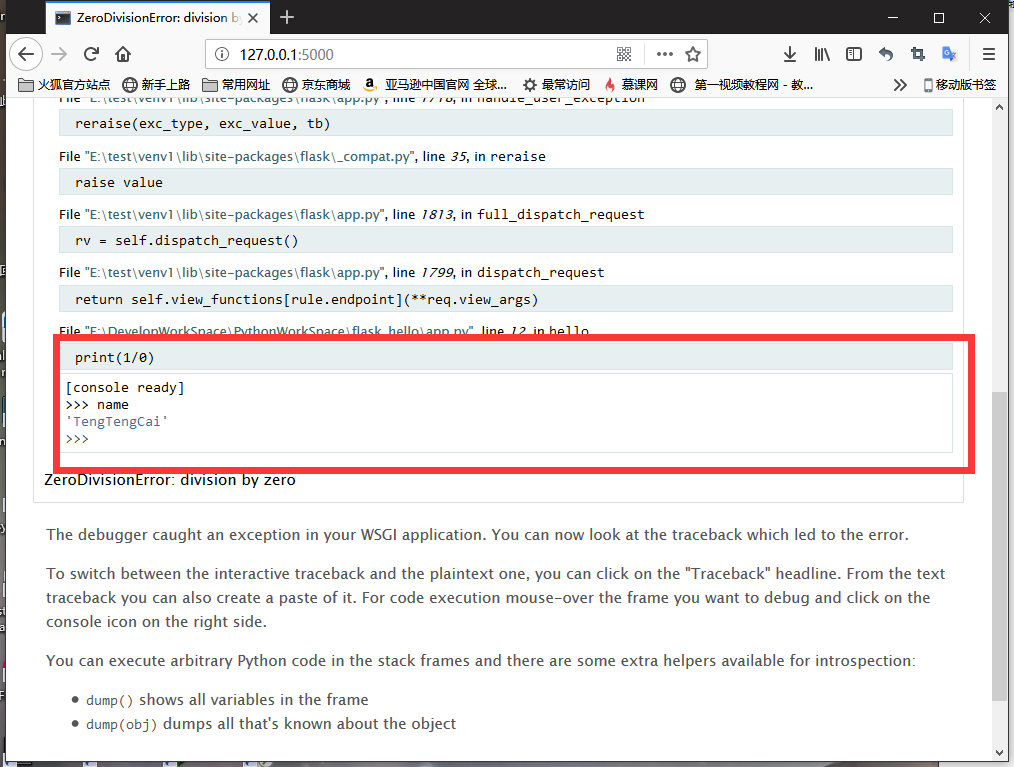 ZeroDivisionError: division b
127.0.0.1:5000
火狐官方站点 新手上路 常用网址 京东商城 亚马逊中国官网 全球... 最常访问 慕课网 第一视频教程网 - 教... 移动版书签
File "E:\test\venv1\lib\site-packages\flask\app.py", line 1718, in handle_user_exception
reraise(exc_type, exc_value, tb)
File "E:\test\venv1\lib\site-packages\flask\_compat.py", line 35, in reraise
raise value
File "E:\test\venv1\lib\site-packages\flask\app.py", line 1813, in full_dispatch_request
rv = self.dispatch_request()
File "E:\test\venv1\lib\site-packages\flask\app.py", line 1799, in dispatch_request
return self.view_functions[rule.endpoint](**req.view_args)
File "E:\DevelopWorkSpace\PythonWorkSpace\flask_hello\app.py", line 12, in hello
print(1/0)
[console ready]
>>> name
'TengTengCai'
>>>
ZeroDivisionError: division by zero
The debugger caught an exception in your WSGI application. You can now look at the traceback which led to the error.
To switch between the interactive traceback and the plaintext one, you can click on the "Traceback" headline. From the text
traceback you can also create a paste of it. For code execution mouse-over the frame you want to debug and click on the
console icon on the right side.
You can execute arbitrary Python code in the stack frames and there are some extra helpers available for introspection:
• dump() shows all variables in the frame
• dump(obj) dumps all that's known about the object